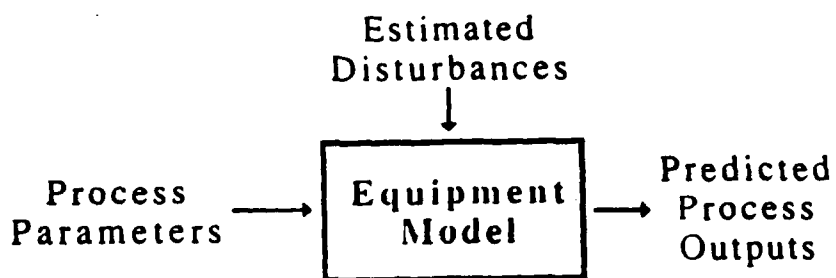 Estimated
Disturbances
Process
Parameters
Equipment
Model
Predicted
Process
Outputs